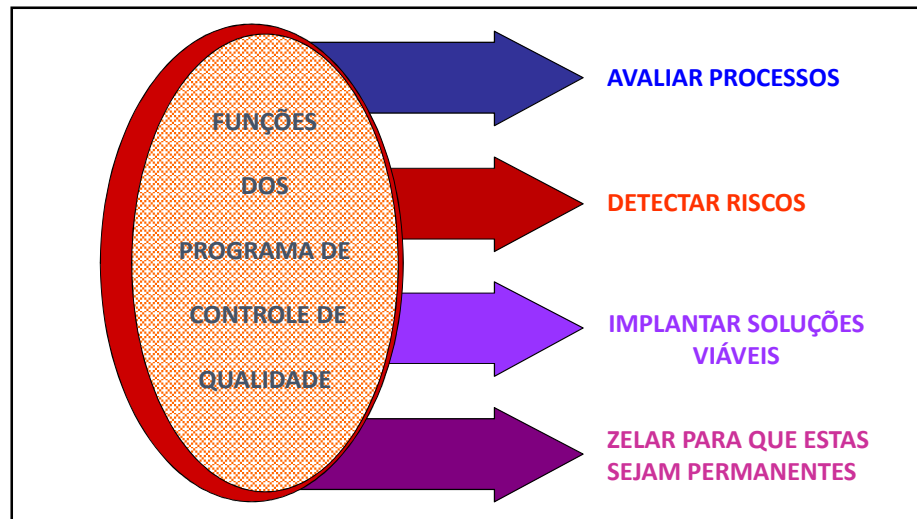 FUNÇÕES
DOS
PROGRAMA DE
CONTROLE DE
QUALIDADE
AVALIAR PROCESSOS
DETECTAR RISCOS
IMPLANTAR SOLUÇÕES
VIÁVEIS
ZELAR PARA QUE ESTAS
SEJAM PERMANENTES